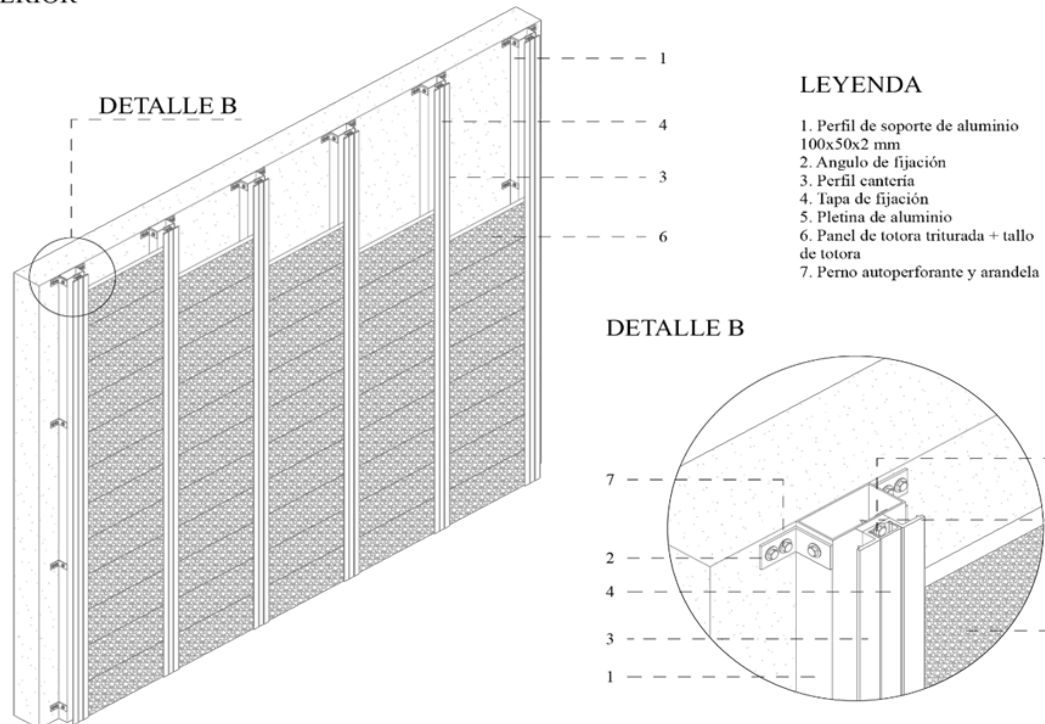 DETALLE B
1
4
3
6
LEYENDA
1. Perfil de soporte de aluminio
100x50x2 mm
2. Angulo de fijación
3. Perfil cantería
4. Tapa de fijación
5. Pletina de aluminio
6. Panel de totora triturada + tallo
de totora
7. Perno autoperforante y arandela
DETALLE B
7
2
4
3
1